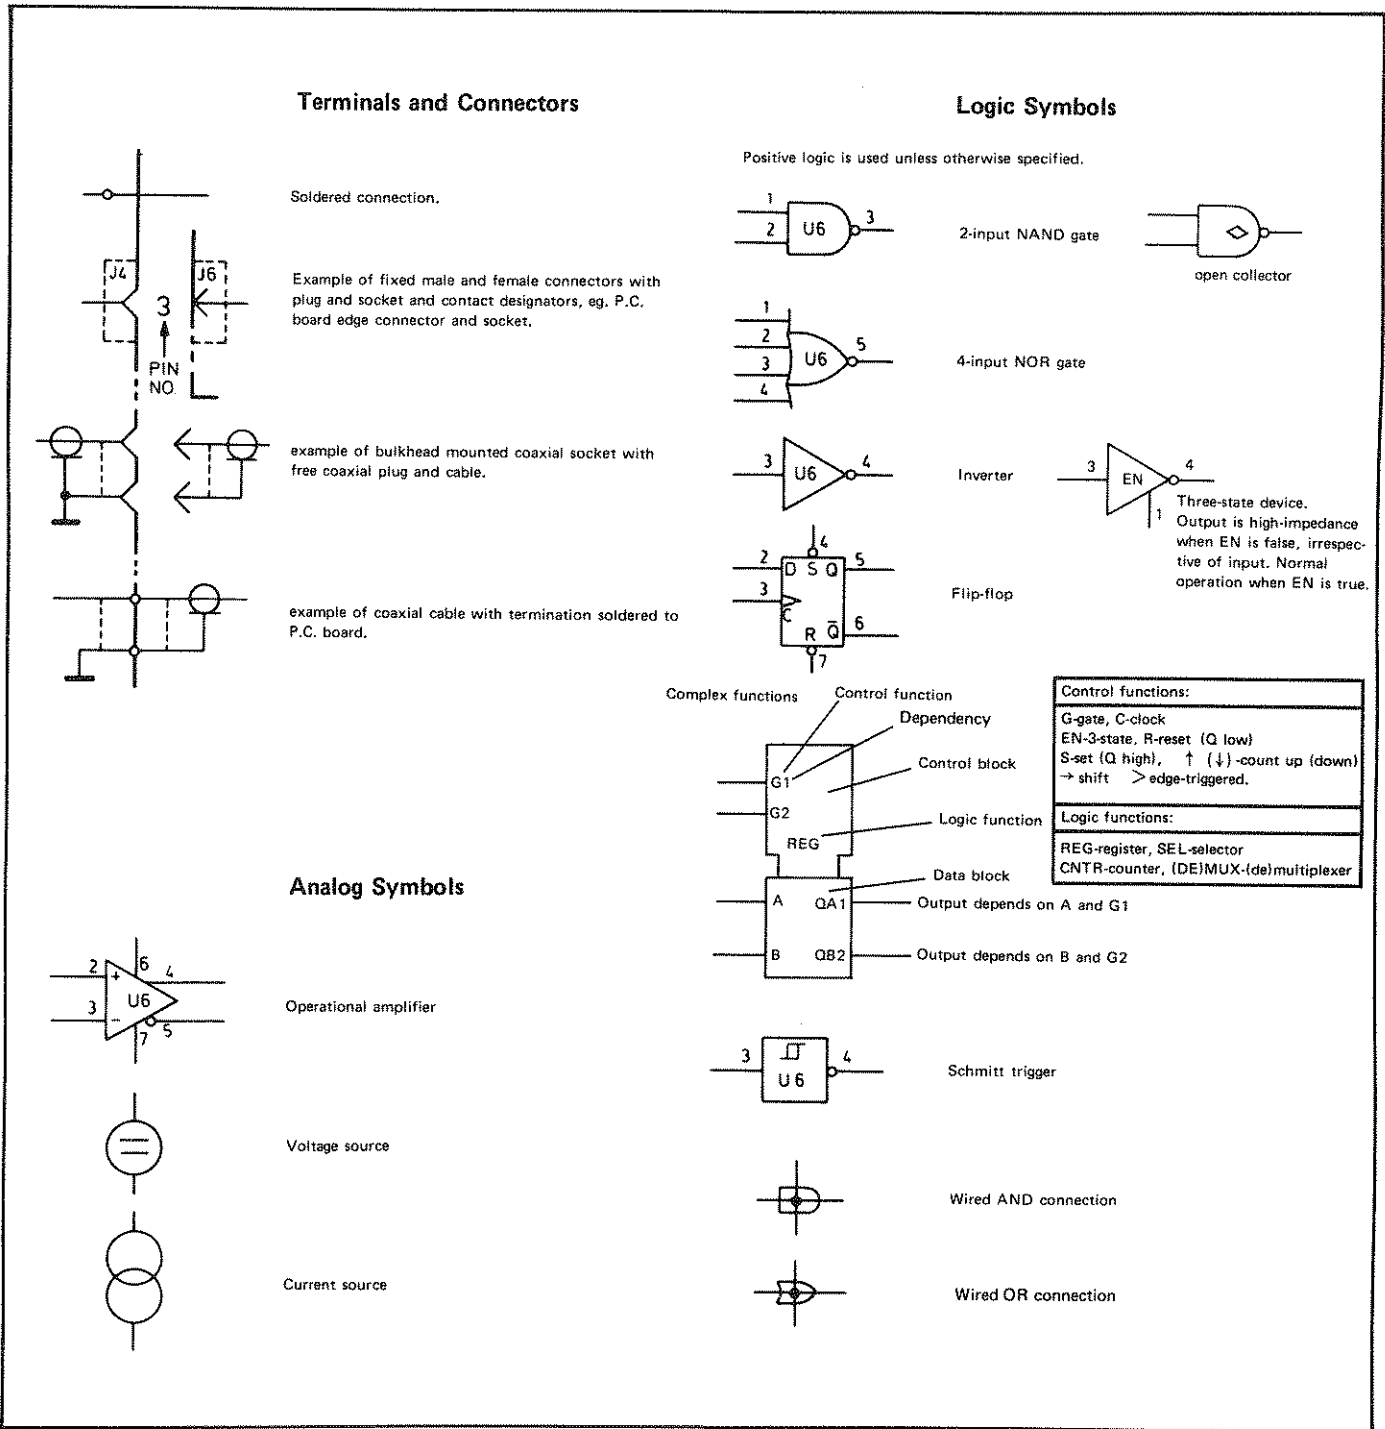 Terminals and Connectors
Soldered connection.
J4
J6
3
PIN
NO.
Example of fixed male and female connectors with
plug and socket and contact designators, eg. P.C.
board edge connector and socket.
example of bulkhead mounted coaxial socket with
free coaxial plug and cable.
example of coaxial cable with termination soldered to
P.C. board.
Analog Symbols
2
3
6
4
+
U6
−
7
5
Operational amplifier
Voltage source
Current source
Logic Symbols
Positive logic is used unless otherwise specified.
1
2
U6
3
2-input NAND gate
open collector
1
2
3
4
U6
5
4-input NOR gate
3
U6
4
Inverter
3
EN
4
1
Three-state device.
Output is high-impedance
when EN is false, irrespec-
tive of input. Normal
operation when EN is true.
4
2
D S Q
5
3
C
R Q̅
6
7
Flip-flop
Complex functions
Control function
Dependency
G1
Control block
G2
Logic function
REG
Data block
A
QA1
Output depends on A and G1
B
QB2
Output depends on B and G2
Control functions:
G-gate, C-clock
EN-3-state, R-reset (Q low)
S-set (Q high), ↑ (↓)-count up (down)
→ shift > edge-triggered.
Logic functions:
REG-register, SEL-selector
CNTR-counter, (DE)MUX-(de)multiplexer
3
U6
4
Schmitt trigger
Wired AND connection
Wired OR connection